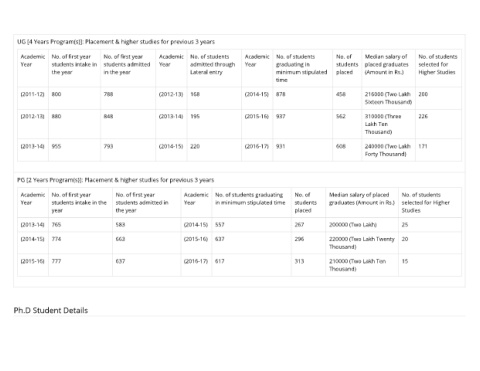 UG [4 Years Program(s)]: Placement & higher studies for previous 3 years
Academic Year No. of first year students intake in the year No. of first year students admitted in the year Academic Year No. of students admitted through Lateral entry Academic Year No. of students graduating in minimum stipulated time No. of students placed Median salary of placed graduates (Amount in Rs.) No. of students selected for Higher Studies
(2011-12) 800 788 (2012-13) 168 (2014-15) 878 456 216000 (Two Lakh Sixteen Thousand) 200
(2012-13) 880 848 (2013-14) 195 (2015-16) 937 562 310000 (Three Lakh Ten Thousand) 226
(2013-14) 955 793 (2014-15) 220 (2016-17) 931 608 240000 (Two Lakh Forty Thousand) 171
PG [2 Years Program(s)]: Placement & higher studies for previous 3 years
Academic Year No. of first year students intake in the year No. of first year students admitted in the year Academic Year No. of students graduating in minimum stipulated time No. of students placed Median salary of placed graduates (Amount in Rs.) No. of students selected for Higher Studies
(2013-14) 765 583 (2014-15) 557 267 200000 (Two Lakh) 25
(2014-15) 774 663 (2015-16) 637 296 220000 (Two Lakh Twenty Thousand) 20
(2015-16) 777 637 (2016-17) 617 313 210000 (Two Lakh Ten Thousand) 15
Ph.D Student Details